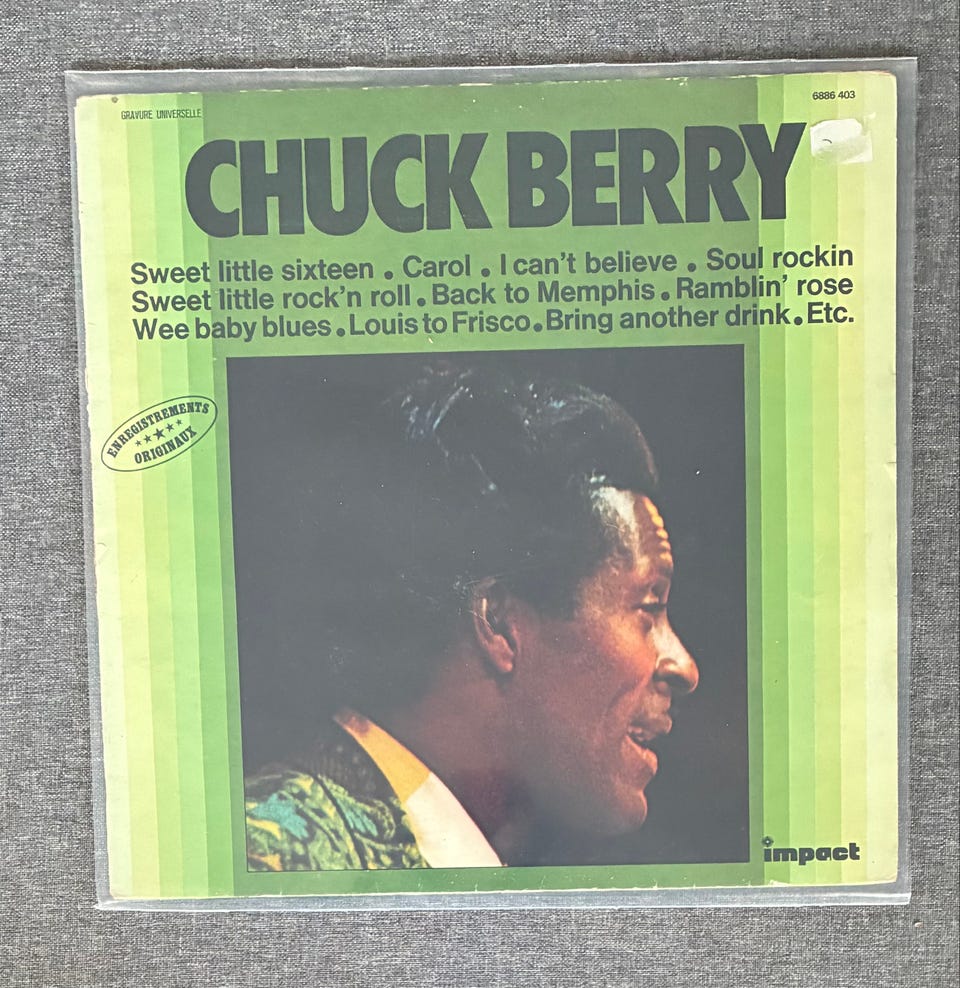 GRAVURE UNIVERSELLE
6886 403
CHUCK BERRY
Sweet little sixteen . Carol . I can't believe . Soul rockin
Sweet little rock'n roll . Back to Memphis . Ramblin' rose
Wee baby blues . Louis to Frisco . Bring another drink . Etc.
ENREGISTREMENTS
ORIGINAUX
impact